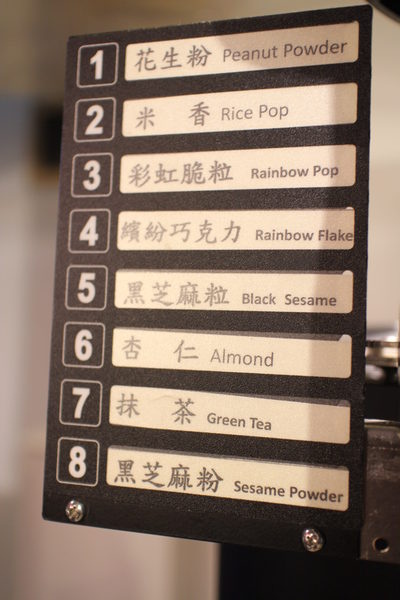 1 花生粉 Peanut Powder
2 米 香 Rice Pop
3 彩虹脆粒 Rainbow Pop
4 繽紛巧克力 Rainbow Flake
5 黑芝麻粒 Black Sesame
6 杏 仁 Almond
7 抹 茶 Green Tea
8 黑芝麻粉 Sesame Powder